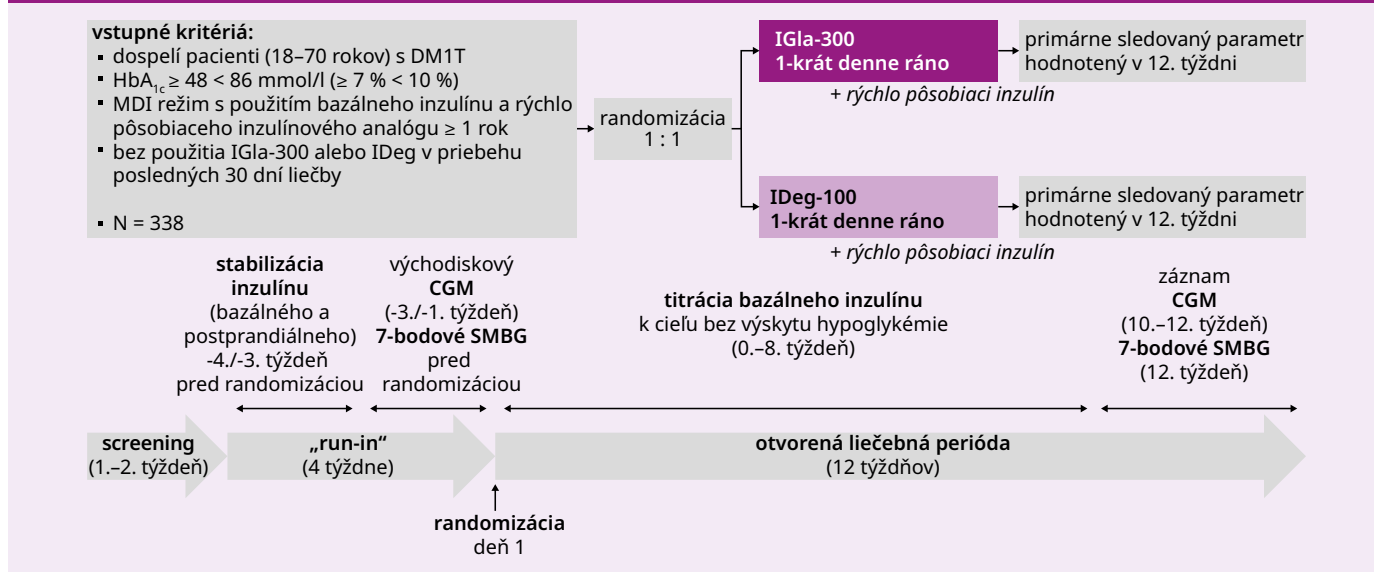 vstupné kritériá:
▪ dospelí pacienti (18–70 rokov) s DM1T
▪ HbA1c ≥ 48 < 86 mmol/l (≥ 7 % < 10 %)
▪ MDI režim s použitím bazálneho inzulínu a rýchlo
pôsobiaceho inzulínového analógu ≥ 1 rok
▪ bez použitia IGla-300 alebo IDeg v priebehu
posledných 30 dní liečby
▪ N = 338
randomizácia
1 : 1
IGla-300
1-krát denne ráno
+ rýchlo pôsobiaci inzulín
primárne sledovaný parametr
hodnotený v 12. týždni
IDeg-100
1-krát denne ráno
+ rýchlo pôsobiaci inzulín
primárne sledovaný parametr
hodnotený v 12. týždni
stabilizácia
inzulínu
(bazálného a
postprandiálneho)
-4./-3. týždeň
pred randomizáciou
východiskový
CGM
(-3./-1. týždeň)
7-bodové SMBG
pred
randomizáciou
titrácia bazálneho inzulínu
k cieľu bez výskytu hypoglykémie
(0.–8. týždeň)
záznam
CGM
(10.–12. týždeň)
7-bodové SMBG
(12. týždeň)
screening
(1.–2. týždeň)
„run-in“
(4 týždne)
otvorená liečebná perióda
(12 týždňov)
randomizácia
deň 1